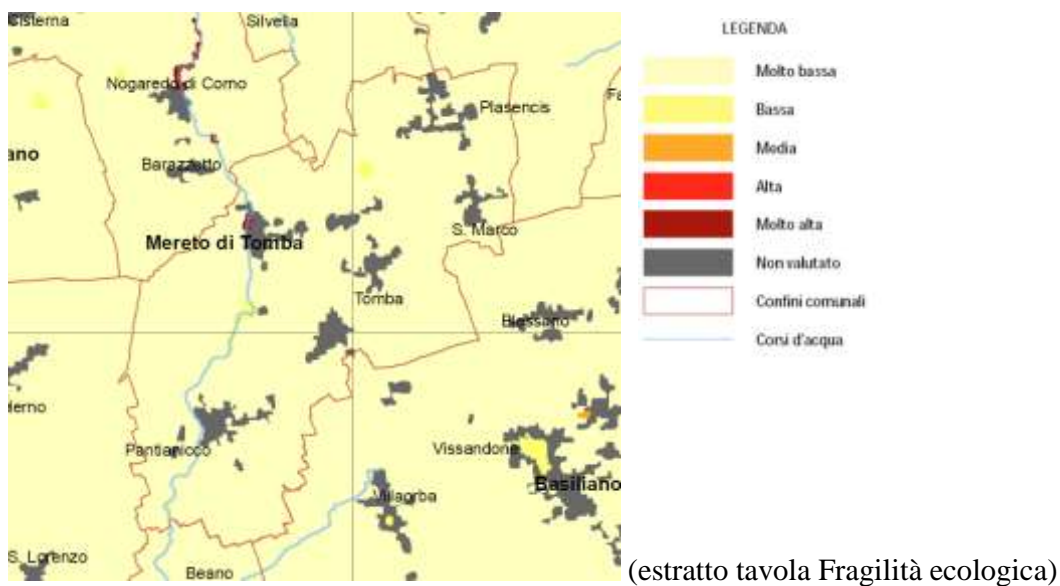 Cisterna
Silvella
Nogaredo di Corno
Plasencis
Fa
ano
Barazzetto
Mereto di Tomba
S. Marco
Tomba
Blessano
derno
Pantianicco
Vissandone
Basiliano
Villaorba
S. Lorenzo
Beano
LEGENDA
Molto bassa
Bassa
Media
Alta
Molto alta
Non valutato
Confini comunali
Corsi d'acqua
(estratto tavola Fragilità ecologica)